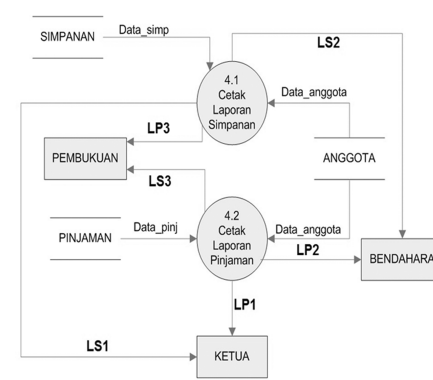 SIMPANAN
Data_simp
LS2
4.1
Cetak
Laporan
Simpanan
Data_anggota
LP3
PEMBUKUAN
LS3
ANGGOTA
PINJAMAN
Data_pinj
4.2
Cetak
Laporan
Pinjaman
Data_anggota
LP2
BENDAHARA
LP1
LS1
KETUA